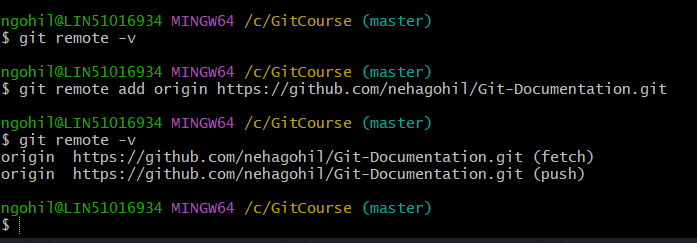 ngohil@LIN51016934 MINGW64 /c/GitCourse (master)
$ git remote -v
ngohil@LIN51016934 MINGW64 /c/GitCourse (master)
$ git remote add origin https://github.com/nehagohil/Git-Documentation.git
ngohil@LIN51016934 MINGW64 /c/GitCourse (master)
$ git remote -v
origin  https://github.com/nehagohil/Git-Documentation.git (fetch)
origin  https://github.com/nehagohil/Git-Documentation.git (push)
ngohil@LIN51016934 MINGW64 /c/GitCourse (master)
$